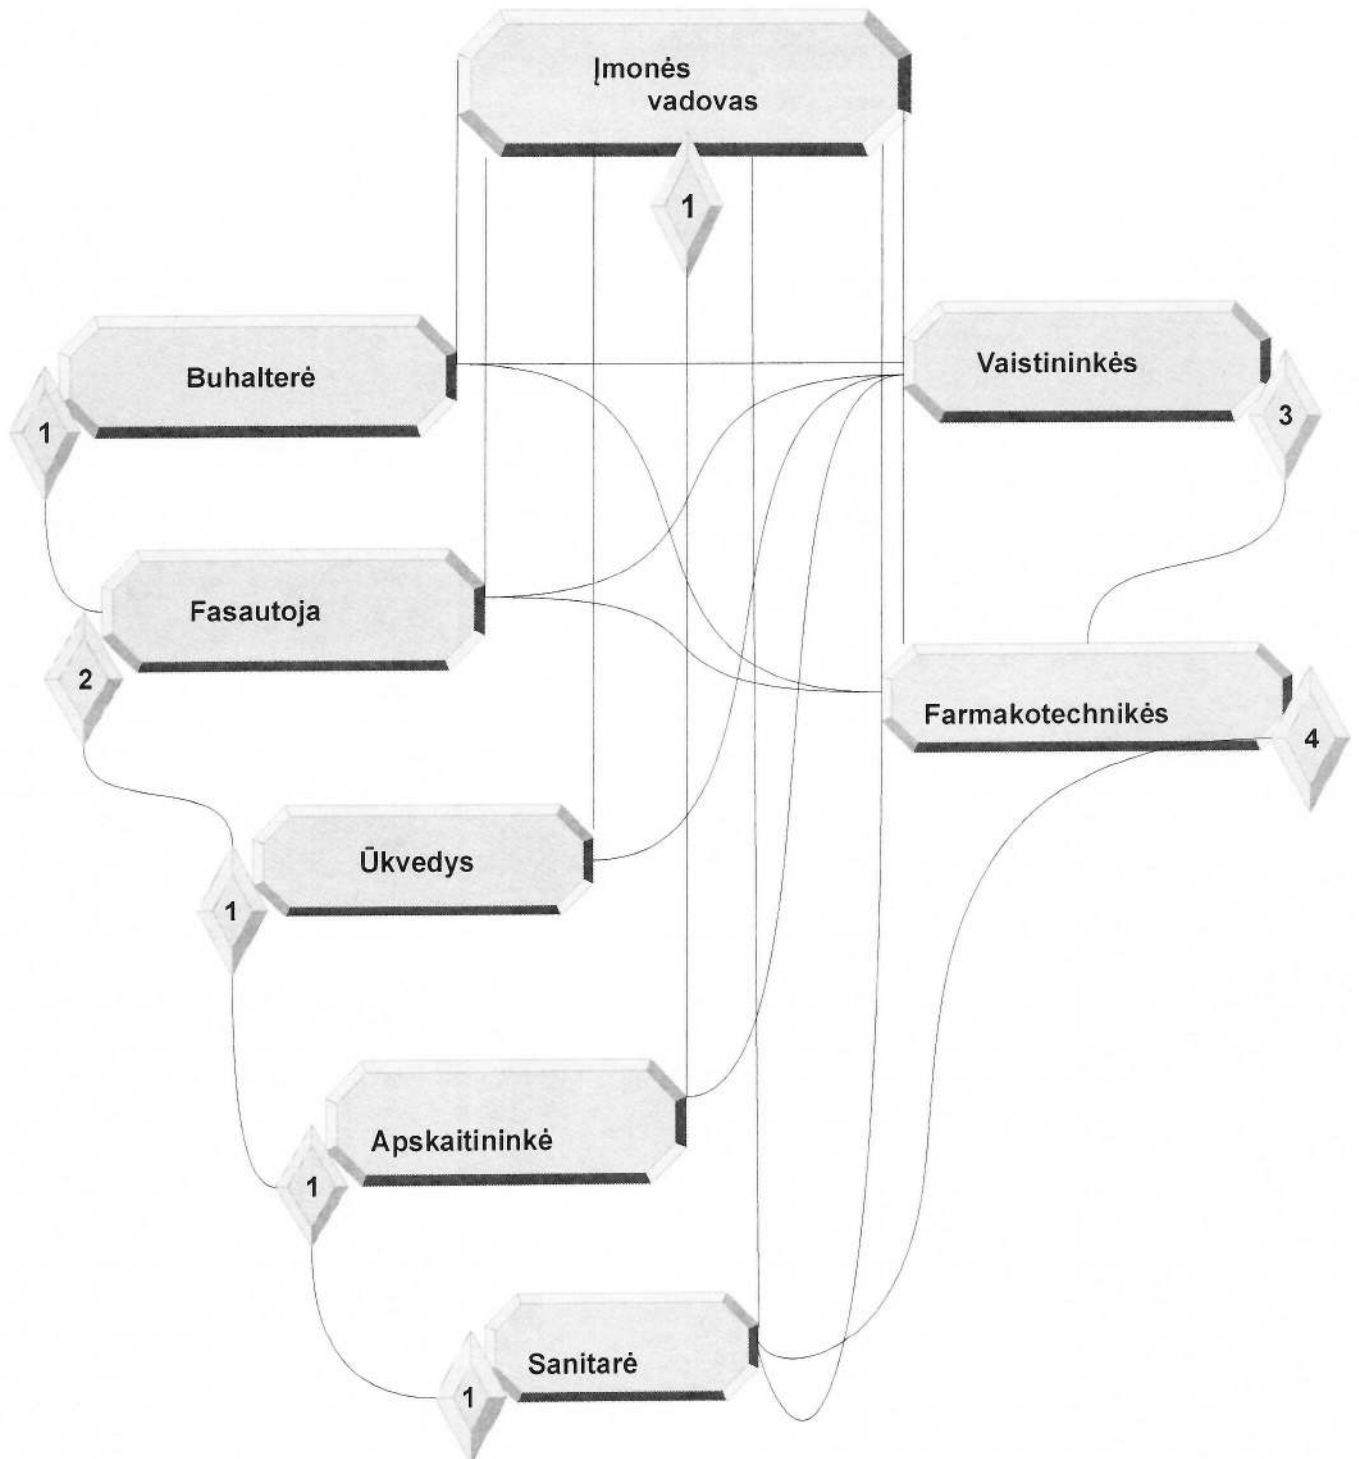 Įmonės
vadovas
1
Buhalterė
1
Vaistininkės
3
Fasautoja
2
Farmakotechnikės
4
Ūkvedys
1
Apskaitininkė
1
Sanitarė
1